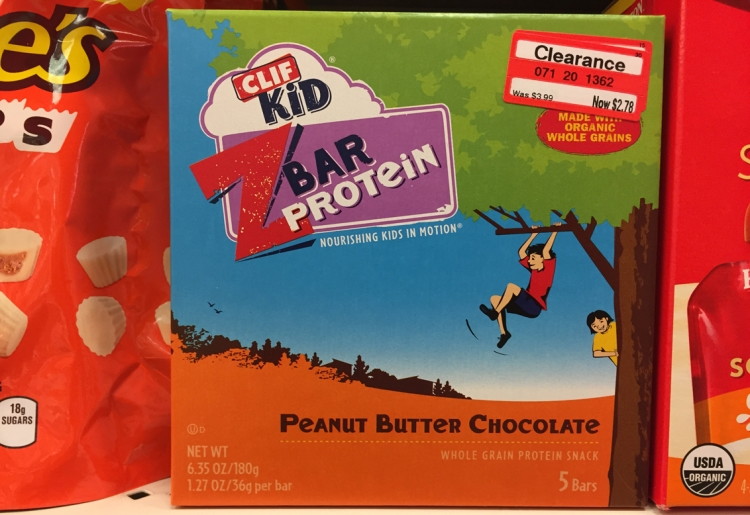 e's
PS
18g
SUGARS
CLIF
KID®
Z BAR
PROTEIN
NOURISHING KIDS IN MOTION®
Clearance
071 20 1362
Was $3.99 Now $2.78
MADE WITH
ORGANIC
WHOLE GRAINS
PEANUT BUTTER CHOCOLATE
WHOLE GRAIN PROTEIN SNACK
5 BARS
U D
NET WT
6.35 OZ/180g
1.27 OZ/36g per bar
USDA
ORGANIC